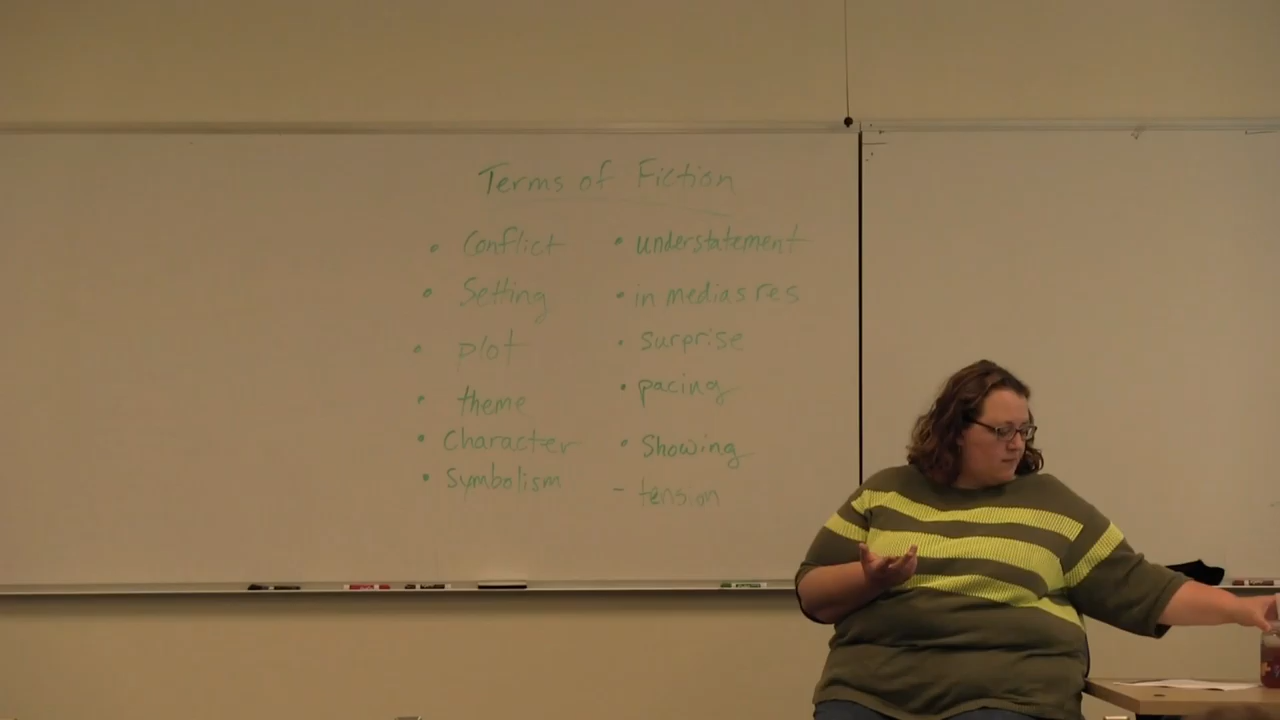 Terms of Fiction
• Conflict
• Setting
• plot
• theme
• Character
• Symbolism
• understatement
• in medias res
• surprise
• pacing
• Showing
- tension